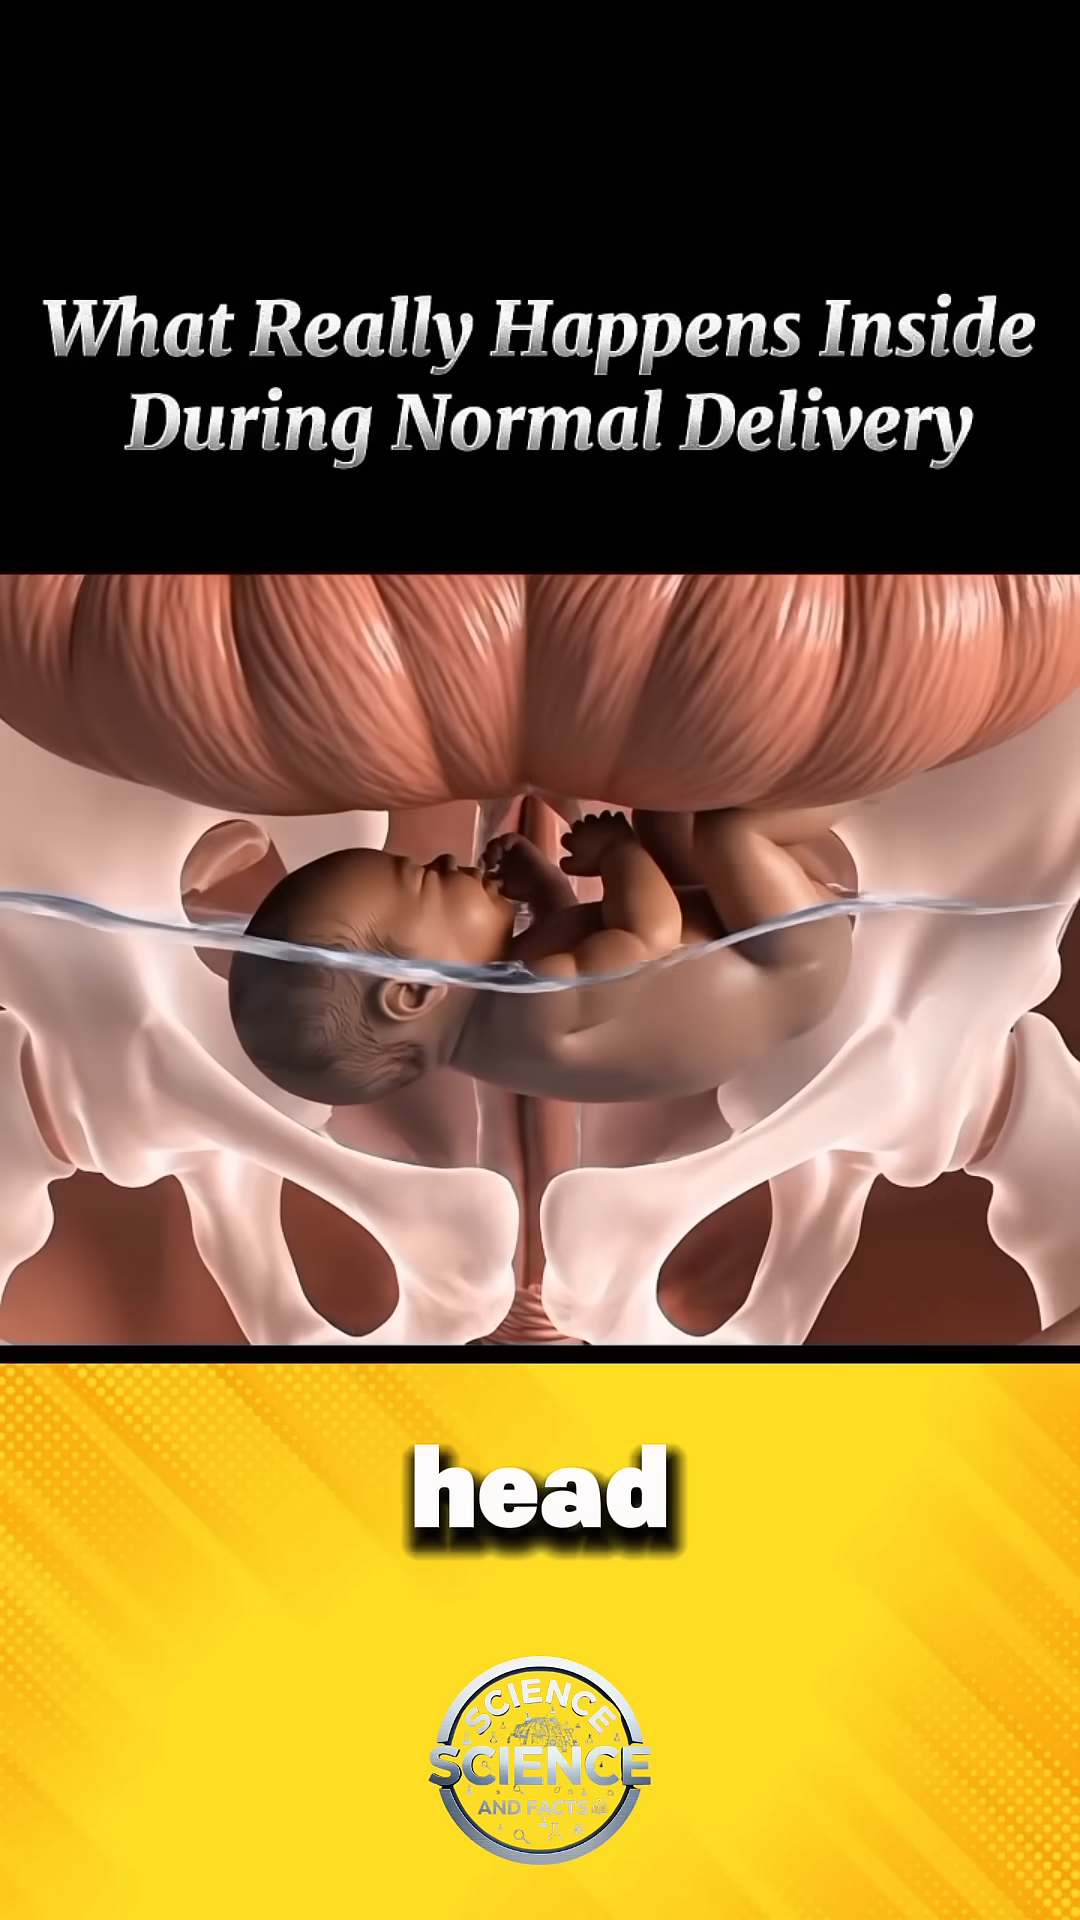 What Really Happens Inside
During Normal Delivery
head
SCIENCE
SCIENCE
AND FACTS